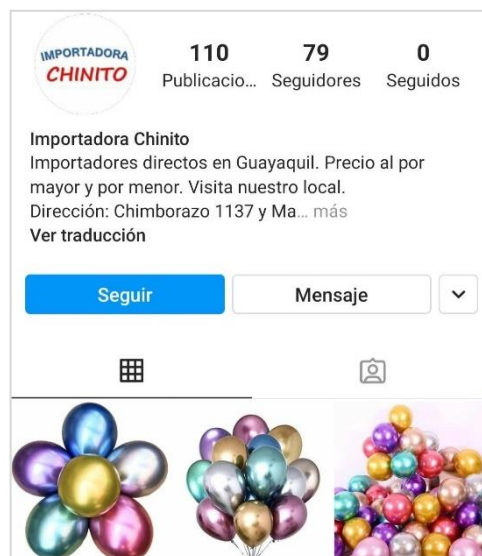 IMPORTADORA
CHINITO
110
79
0
Publicacio...
Seguidores
Seguidos
Importadora Chinito
Importadores directos en Guayaquil. Precio al por
mayor y por menor. Visita nuestro local.
Dirección: Chimborazo 1137 y Ma... más
Ver traducción
Seguir
Mensaje